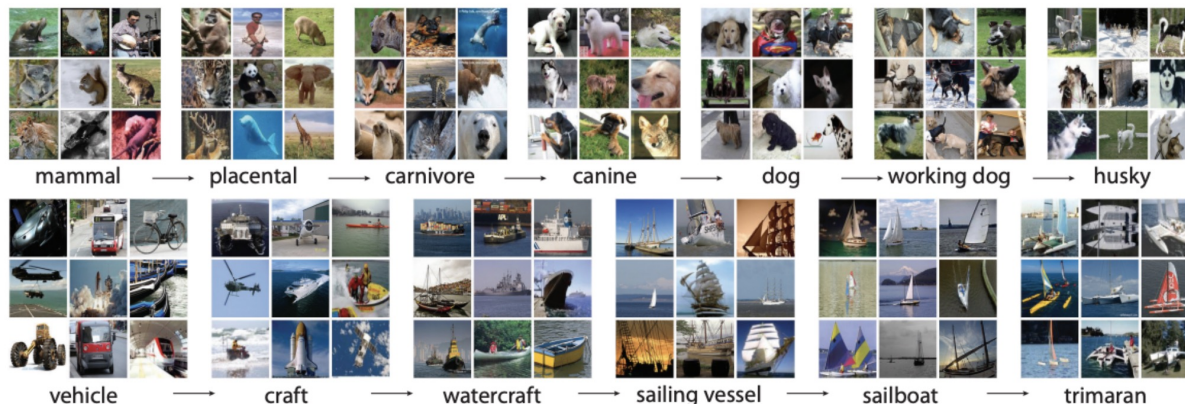 mammal → placental → carnivore → canine → dog → working dog → husky
vehicle → craft → watercraft → sailing vessel → sailboat → trimaran